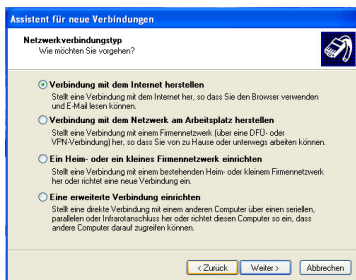 Assistent für neue Verbindungen
Netzwerkverbindungstyp
Wie möchten Sie vorgehen?
Verbindung mit dem Internet herstellen
Stellt eine Verbindung mit dem Internet her, so dass Sie den Browser verwenden
und E-Mail lesen können.
Verbindung mit dem Netzwerk am Arbeitsplatz herstellen
Stellt eine Verbindung mit einem Firmennetzwerk (über eine DFÜ- oder
VPN-Verbindung) her, so dass Sie von zu Hause oder unterwegs arbeiten können.
Ein Heim- oder ein kleines Firmennetzwerk einrichten
Stellt eine Verbindung mit einem bestehenden Heim- oder kleinem Firmennetzwerk
her oder richtet eine neue Verbindung ein.
Eine erweiterte Verbindung einrichten
Stellt eine direkte Verbindung mit einem anderen Computer über einen seriellen,
parallelen oder Infrarotanschluss her oder richtet diesen Computer so ein, dass
andere Computer darauf zugreifen können.
< Zurück Weiter > Abbrechen